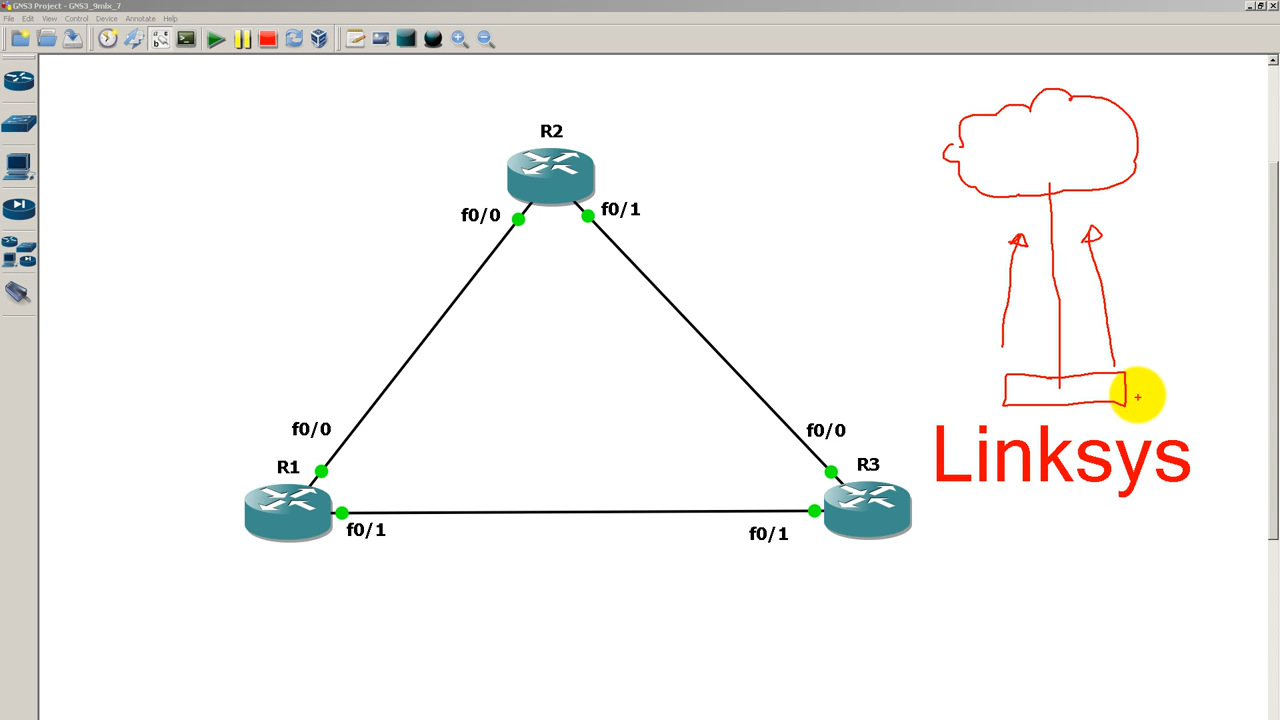 GNS3 Project - GNS3_9mlx_7
File Edit View Control Device Annotate Help
R2
f0/0
f0/1
f0/0
R1
f0/1
f0/0
R3
f0/1
Linksys